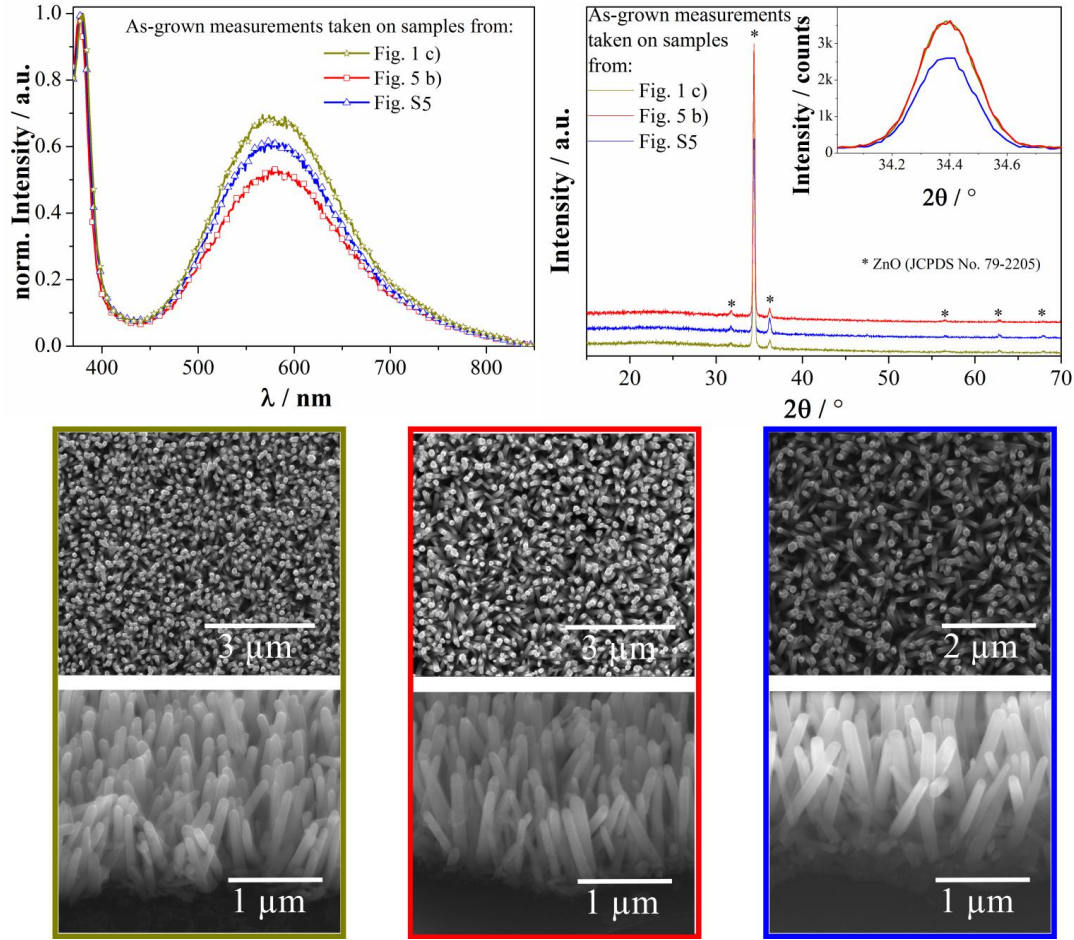 As-grown measurements taken on samples from:
Fig. 1 c)
Fig. 5 b)
Fig. S5
1.0
0.8
0.6
0.4
0.2
0.0
norm. Intensity / a.u.
400
500
600
700
800
λ / nm
As-grown measurements
taken on samples
from:
Fig. 1 c)
Fig. 5 b)
Fig. S5
*
*
*
*
*
*
* ZnO (JCPDS No. 79-2205)
Intensity / a.u.
20
30
40
50
60
70
2θ / °
Intensity / counts
3k
2k
1k
0
34.2
34.4
34.6
2θ / °
3 µm
3 µm
2 µm
1 µm
1 µm
1 µm